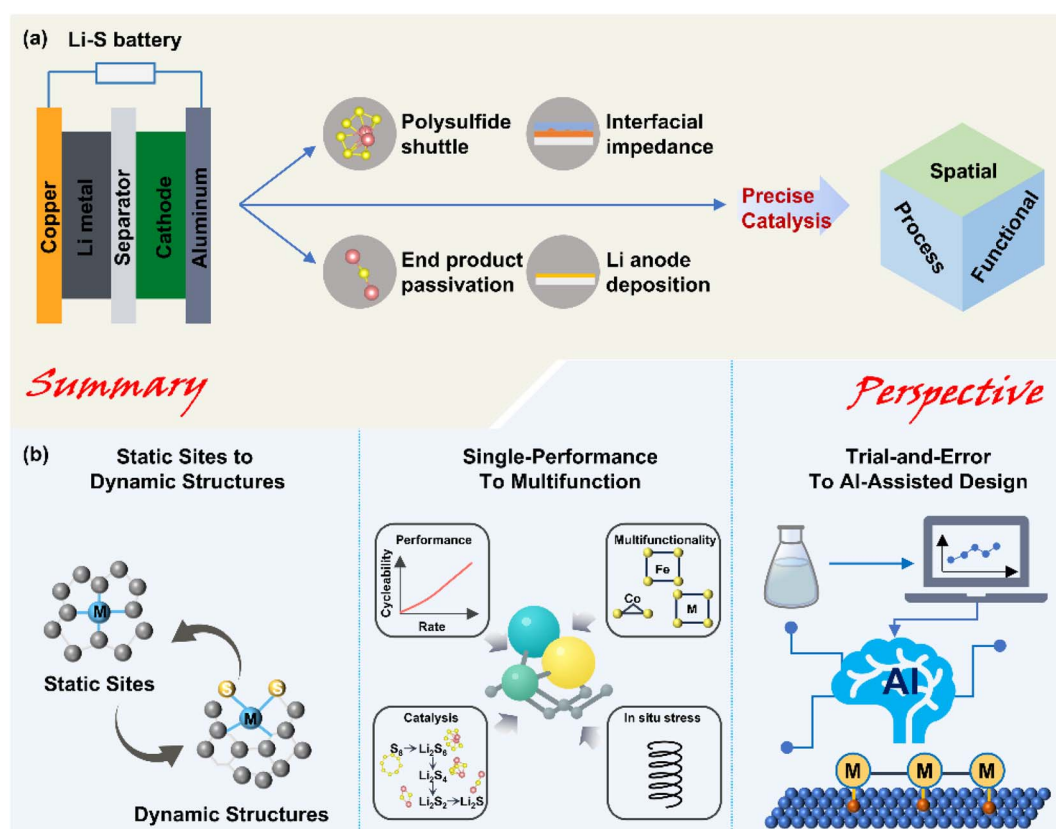 (a)
Li-S battery
Copper
Li metal
Separator
Cathode
Aluminum
Polysulfide
shuttle
Interfacial
impedance
End product
passivation
Li anode
deposition
Precise
Catalysis
Spatial
Process
Functional
Summary
Perspective
(b)
Static Sites to
Dynamic Structures
M
Static Sites
S
S
M
Dynamic Structures
Single-Performance
To Multifunction
Performance
Cycleability
Rate
Multifunctionality
Fe
Co
M
Catalysis
S₈ → Li₂S₆
Li₂S₄
Li₂S₂ → Li₂S
In situ stress
Trial-and-Error
To AI-Assisted Design
AI
M
M
M